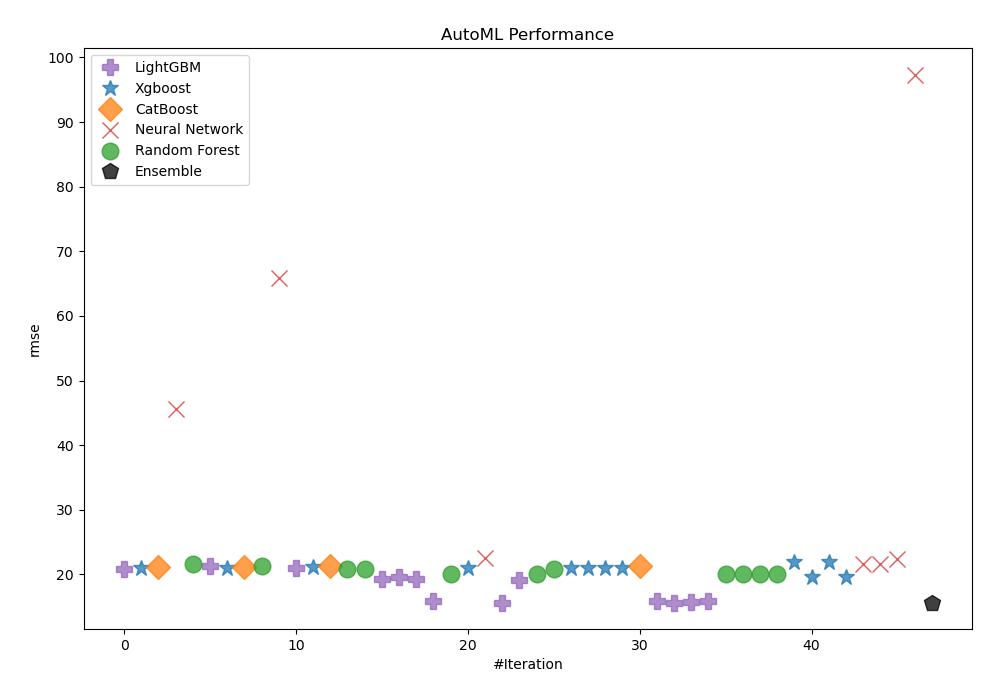 AutoML Performance
100
90
80
70
60
50
40
30
20
rmse
LightGBM
Xgboost
CatBoost
Neural Network
Random Forest
Ensemble
0 10 20 30 40
#Iteration